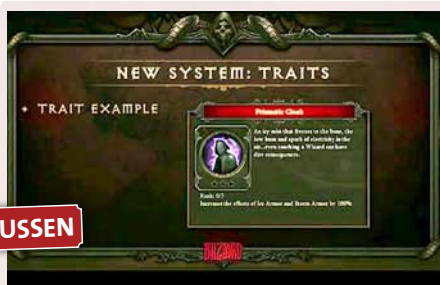 NEW SYSTEM: TRAITS
+ TRAIT EXAMPLE
Prismatic Cloak
An icy mist that freezes to the bone, the
low hum and spark of electricity in the
air...even touching a Wizard can have
dire consequences.
Rank: 0/3
Increases the effects of Ice Armor and Storm Armor by 100%
USSEN
BLIZZARD